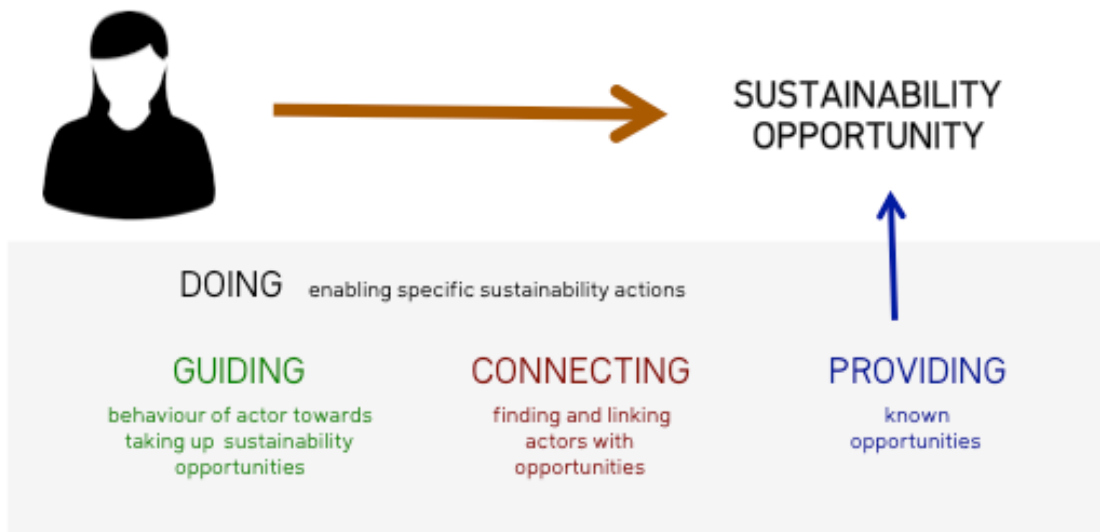 SUSTAINABILITY
OPPORTUNITY
DOING enabling specific sustainability actions
GUIDING
behaviour of actor towards
taking up sustainability
opportunities
CONNECTING
finding and linking
actors with
opportunities
PROVIDING
known
opportunities